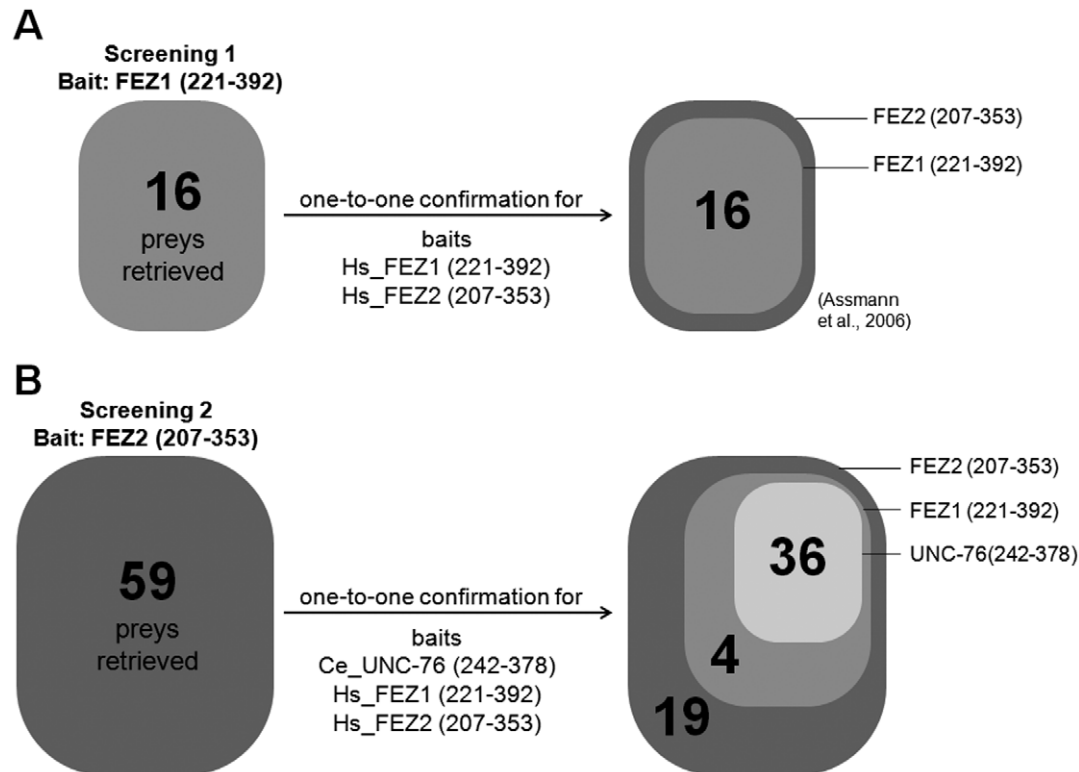 A
Screening 1
Bait: FEZ1 (221-392)
16
preys
retrieved
one-to-one confirmation for
baits
Hs_FEZ1 (221-392)
Hs_FEZ2 (207-353)
16
FEZ2 (207-353)
FEZ1 (221-392)
(Assmann
et al., 2006)
B
Screening 2
Bait: FEZ2 (207-353)
59
preys
retrieved
one-to-one confirmation for
baits
Ce_UNC-76 (242-378)
Hs_FEZ1 (221-392)
Hs_FEZ2 (207-353)
36
4
19
FEZ2 (207-353)
FEZ1 (221-392)
UNC-76(242-378)